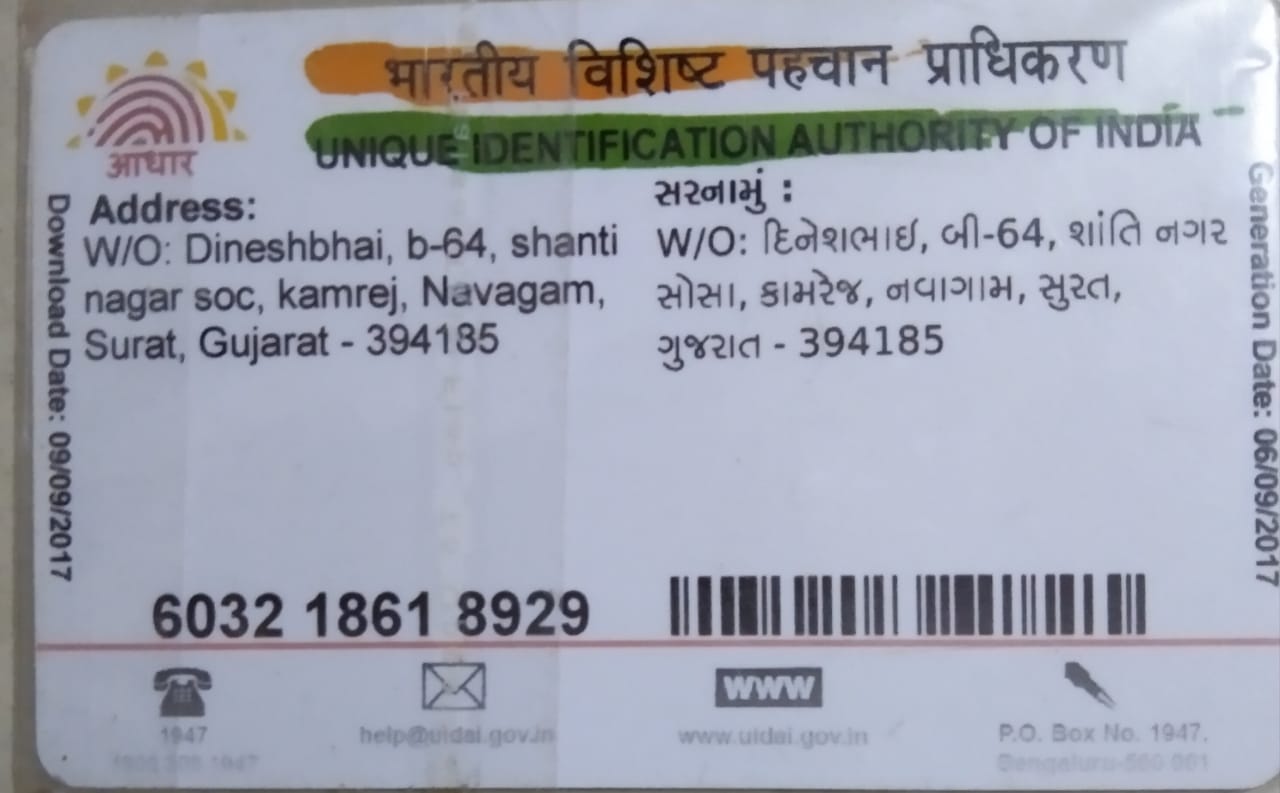 भारतीय विशिष्ट पहचान प्राधिकरण
UNIQUE IDENTIFICATION AUTHORITY OF INDIA
आधार
Download Date: 09/09/2017
Address:
W/O: Dineshbhai, b-64, shanti
nagar soc, kamrej, Navagam,
Surat, Gujarat - 394185
સરનામું :
W/O: દિનેશભાઇ, બી-64, શાંતિ નગર
સોસા, કામરેજ, નવાગામ, સુરત,
ગુજરાત - 394185
Generation Date: 06/09/2017
6032 1861 8929
1947
help@uidai.gov.in
WWW
www.uidai.gov.in
P.O. Box No. 1947,
Bengaluru-560 001